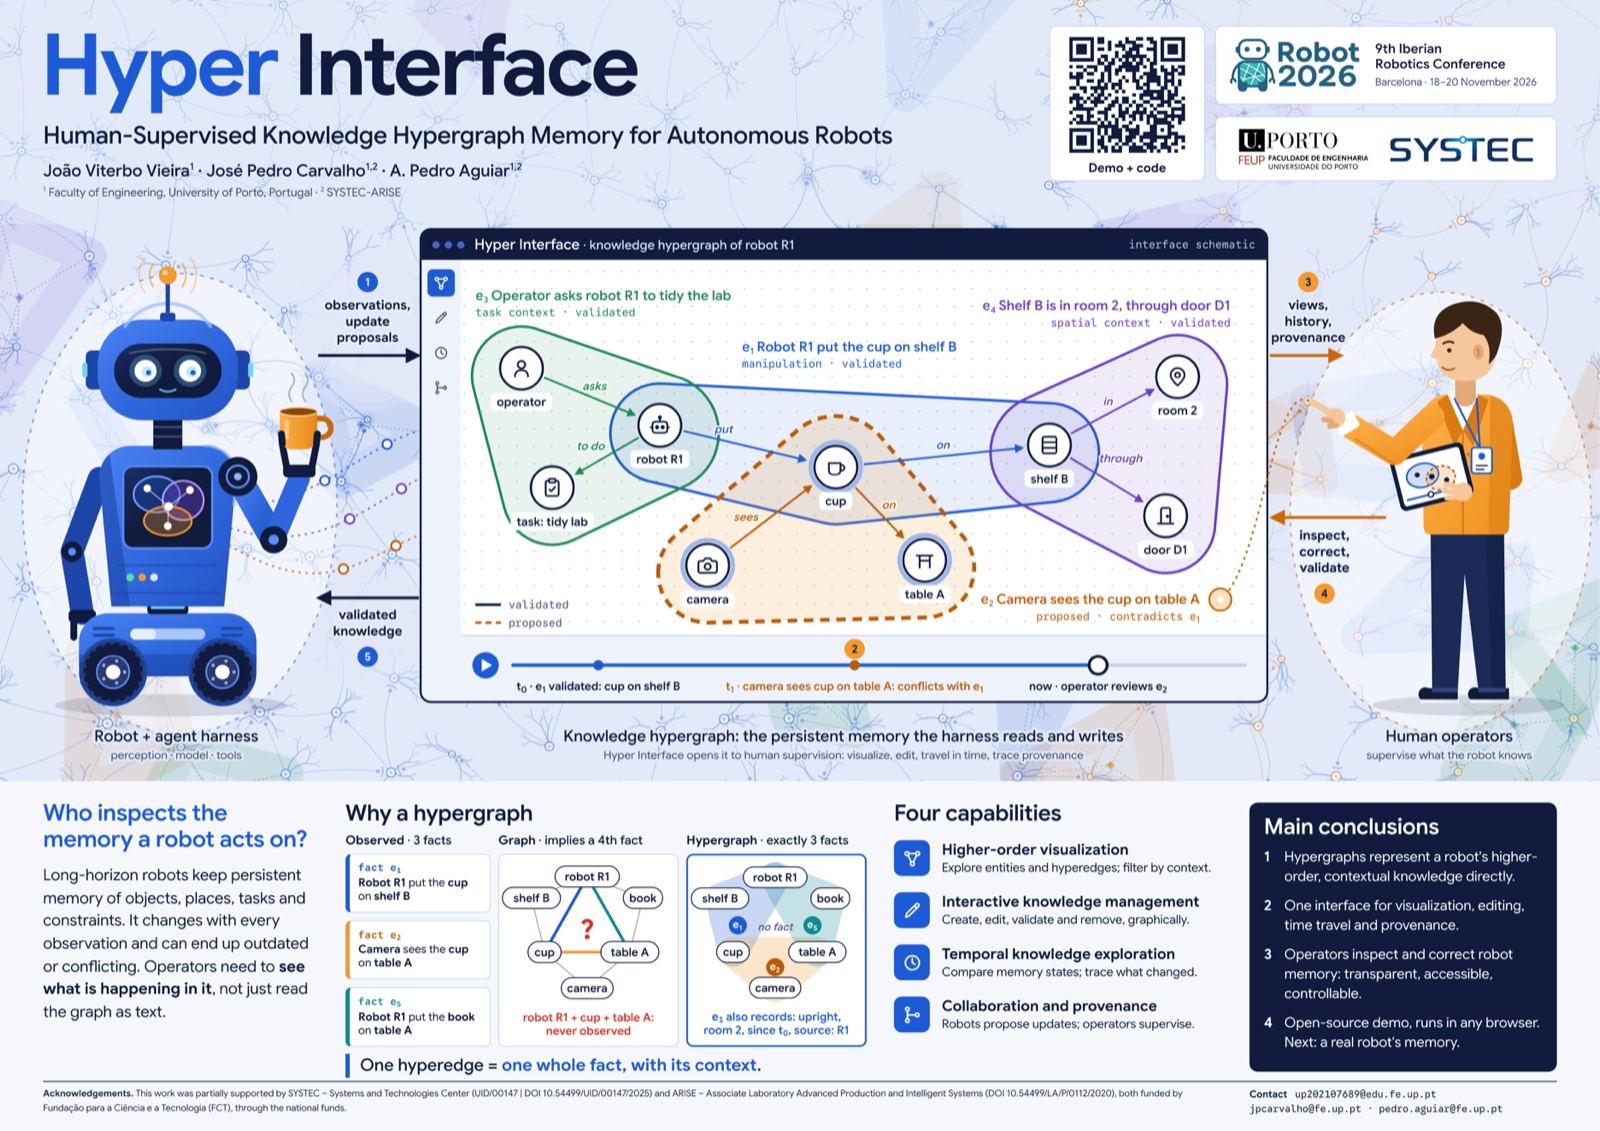 Hyper Interface
Human-Supervised Knowledge Hypergraph Memory for Autonomous Robots
João Viterbo Vieira¹ · José Pedro Carvalho¹,² · A. Pedro Aguiar¹,²
¹ Faculty of Engineering, University of Porto, Portugal · ² SYSTEC-ARISE
Demo + code
Robot
2026
9th Iberian
Robotics Conference
Barcelona · 18–20 November 2026
U.PORTO
FEUP FACULDADE DE ENGENHARIA
UNIVERSIDADE DO PORTO
SYSTEC
1
observations,
update
proposals
validated
knowledge
5
Robot + agent harness
perception · model · tools
Hyper Interface · knowledge hypergraph of robot R1
interface schematic
e₃ Operator asks robot R1 to tidy the lab
task context · validated
e₁ Robot R1 put the cup on shelf B
manipulation · validated
e₄ Shelf B is in room 2, through door D1
spatial context · validated
operator
asks
robot R1
to do
task: tidy lab
put
cup
on
shelf B
in
room 2
through
door D1
sees
on
camera
table A
e₂ Camera sees the cup on table A
proposed · contradicts e₁
validated
proposed
2
t₀ · e₁ validated: cup on shelf B
t₁ · camera sees cup on table A: conflicts with e₁
now · operator reviews e₂
Knowledge hypergraph: the persistent memory the harness reads and writes
Hyper Interface opens it to human supervision: visualize, edit, travel in time, trace provenance
3
views,
history,
provenance
inspect,
correct,
validate
4
Human operators
supervise what the robot knows
Who inspects the
memory a robot acts on?
Long-horizon robots keep persistent
memory of objects, places, tasks and
constraints. It changes with every
observation and can end up outdated
or conflicting. Operators need to see
what is happening in it, not just read
the graph as text.
Why a hypergraph
Observed · 3 facts
fact e₁
Robot R1 put the cup
on shelf B
fact e₂
Camera sees the cup
on table A
fact e₅
Robot R1 put the book
on table A
Graph · implies a 4th fact
robot R1
shelf B
book
?
cup
table A
camera
robot R1 + cup + table A:
never observed
Hypergraph · exactly 3 facts
robot R1
shelf B
book
e₁
no fact
e₅
cup
table A
e₂
camera
e₁ also records: upright,
room 2, since t₀, source: R1
One hyperedge = one whole fact, with its context.
Four capabilities
Higher-order visualization
Explore entities and hyperedges; filter by context.
Interactive knowledge management
Create, edit, validate and remove, graphically.
Temporal knowledge exploration
Compare memory states; trace what changed.
Collaboration and provenance
Robots propose updates; operators supervise.
Main conclusions
1 Hypergraphs represent a robot's higher-
order, contextual knowledge directly.
2 One interface for visualization, editing,
time travel and provenance.
3 Operators inspect and correct robot
memory: transparent, accessible,
controllable.
4 Open-source demo, runs in any browser.
Next: a real robot's memory.
Acknowledgements. This work was partially supported by SYSTEC – Systems and Technologies Center (UID/00147 | DOI 10.54499/UID/00147/2025) and ARISE – Associate Laboratory Advanced Production and Intelligent Systems (DOI 10.54499/LA/P/0112/2020), both funded by
Fundação para a Ciência e a Tecnologia (FCT), through the national funds.
Contact up202107689@edu.fe.up.pt
jpcarvalho@fe.up.pt · pedro.aguiar@fe.up.pt